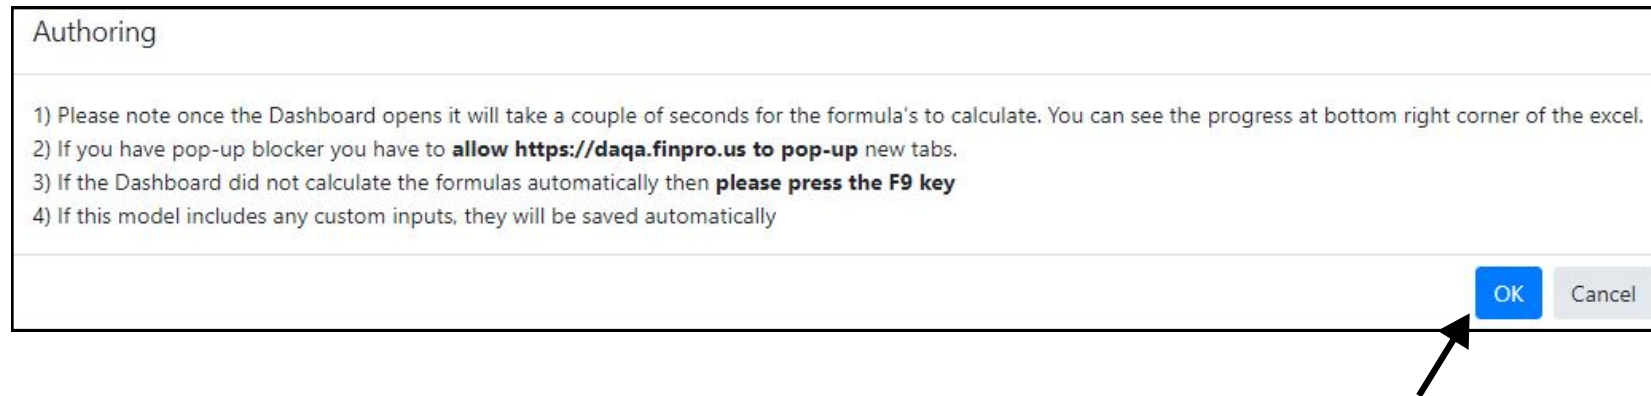 Authoring
1) Please note once the Dashboard opens it will take a couple of seconds for the formula's to calculate. You can see the progress at bottom right corner of the excel.
2) If you have pop-up blocker you have to allow https://daqa.finpro.us to pop-up new tabs.
3) If the Dashboard did not calculate the formulas automatically then please press the F9 key
4) If this model includes any custom inputs, they will be saved automatically
OK Cancel